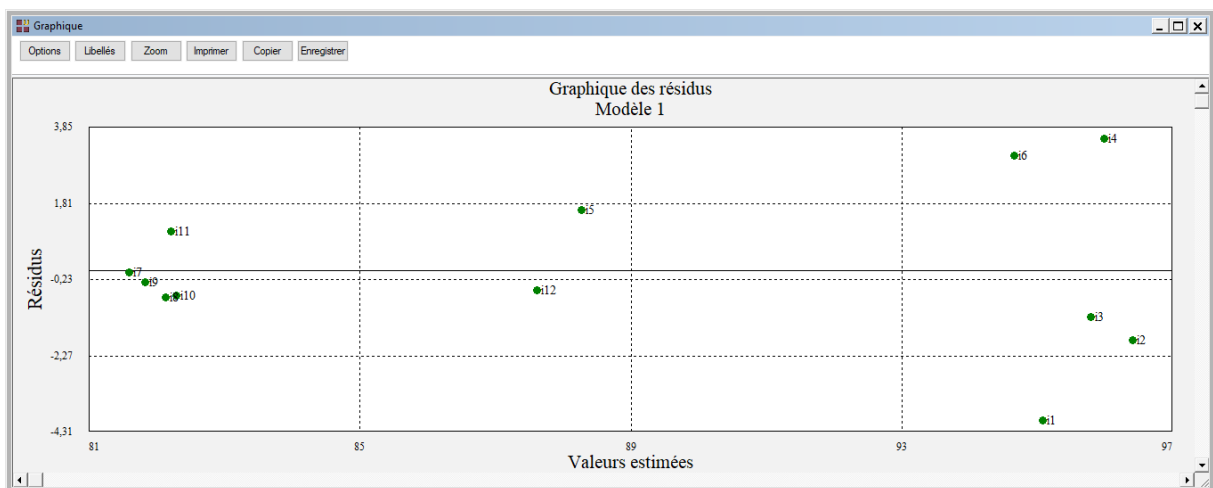 Graphique
Options Libellés Zoom Imprimer Copier Enregistrer
Graphique des résidus
Modèle 1
3,85
i4
i6
1,81
i5
i11
Résidus
i7
-0,23
i9
i8 i10
i12
i3
i2
-2,27
i1
-4,31
81 85 89 93 97
Valeurs estimées